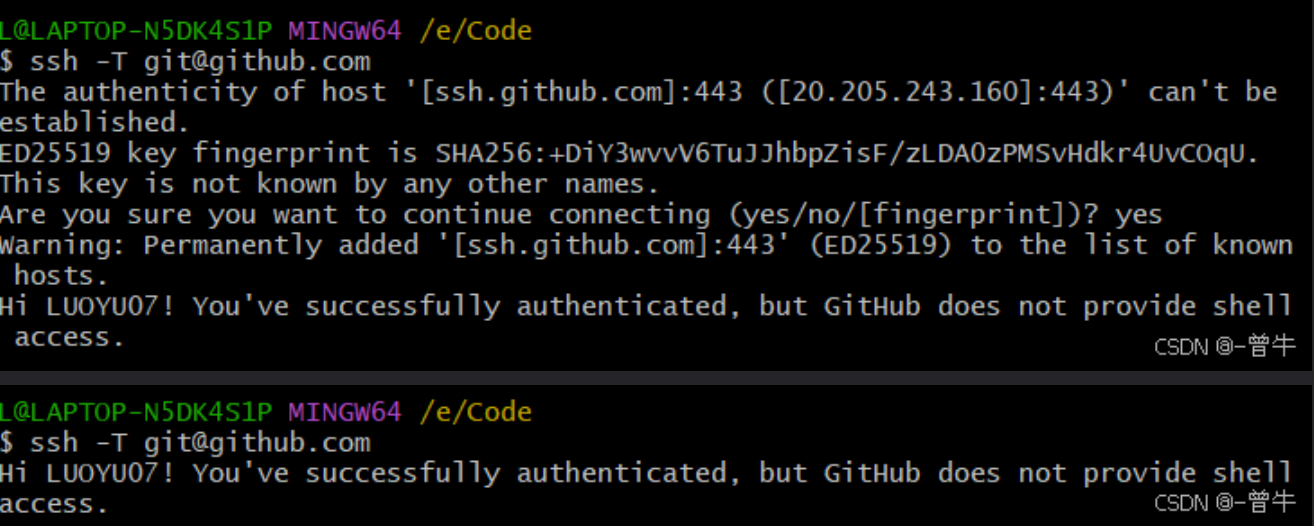 L@LAPTOP-N5DK4S1P MINGW64 /e/Code
$ ssh -T git@github.com
The authenticity of host '[ssh.github.com]:443 ([20.205.243.160]:443)' can't be
established.
ED25519 key fingerprint is SHA256:+DiY3wvvV6TuJJhbpZisF/zLDA0zPMSvHdkr4UvCOqU.
This key is not known by any other names.
Are you sure you want to continue connecting (yes/no/[fingerprint])? yes
Warning: Permanently added '[ssh.github.com]:443' (ED25519) to the list of known
hosts.
Hi LUOYU07! You've successfully authenticated, but GitHub does not provide shell
access.
CSDN @-曾牛
L@LAPTOP-N5DK4S1P MINGW64 /e/Code
$ ssh -T git@github.com
Hi LUOYU07! You've successfully authenticated, but GitHub does not provide shell
access.
CSDN @-曾牛